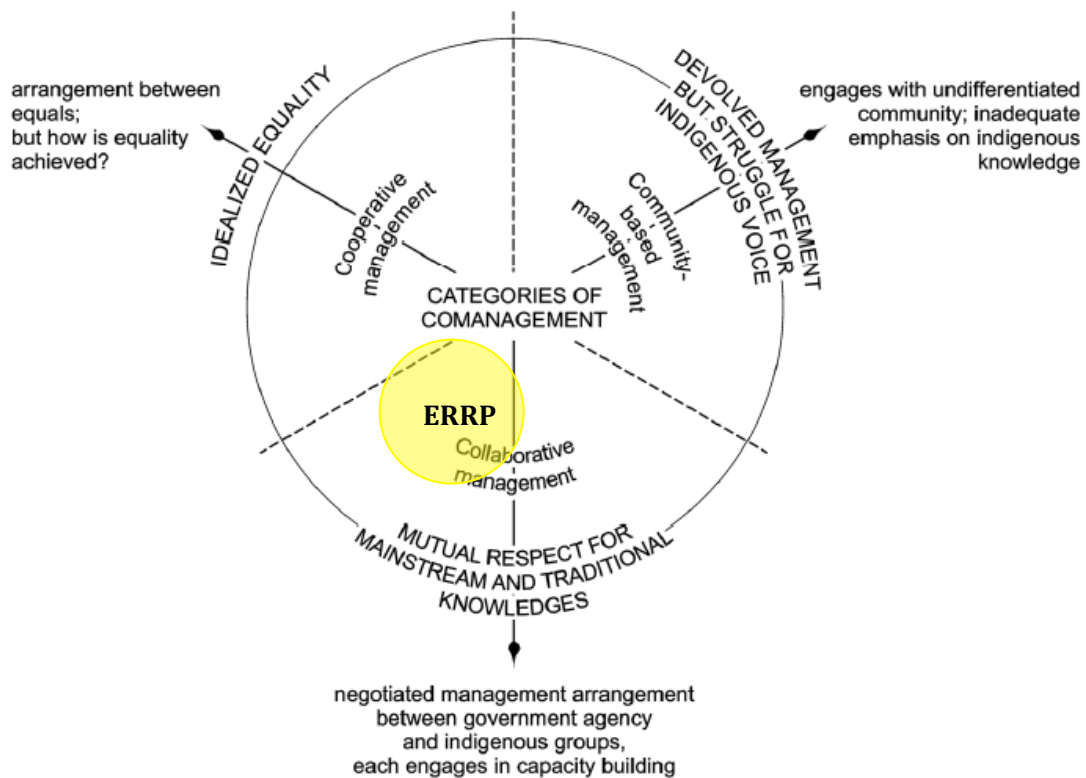 arrangement between
equals;
but how is equality
achieved?
IDEALIZED EQUALITY
Cooperative
management
DEVOLVED MANAGEMENT
BUT STRUGGLE FOR
INDIGENOUS VOICE
engages with undifferentiated
community; inadequate
emphasis on indigenous
knowledge
Community-
based
management
CATEGORIES OF
COMANAGEMENT
ERRP
Collaborative
management
MUTUAL RESPECT FOR
MAINSTREAM AND TRADITIONAL
KNOWLEDGES
negotiated management arrangement
between government agency
and indigenous groups,
each engages in capacity building